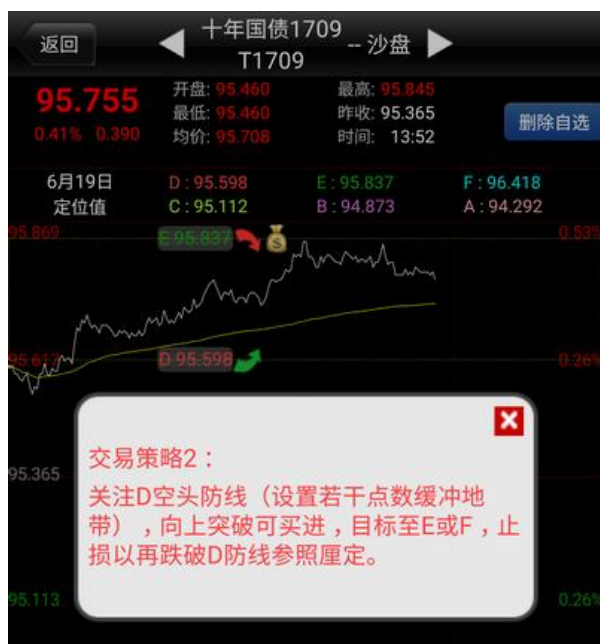 返回
十年国债1709
T1709
-- 沙盘
95.755
0.41% 0.390
开盘: 95.460
最高: 95.845
最低: 95.460
昨收: 95.365
均价: 95.708
时间: 13:52
删除自选
6月19日
定位值
D : 95.598
E : 95.837
F : 96.418
C : 95.112
B : 94.873
A : 94.292
95.869
E 95.837
0.53%
95.617
D 95.598
0.26%
95.365
交易策略2：
关注D空头防线（设置若干点数缓冲地
带），向上突破可买进，目标至E或F，止
损以再跌破D防线参照厘定。
95.113
0.26%